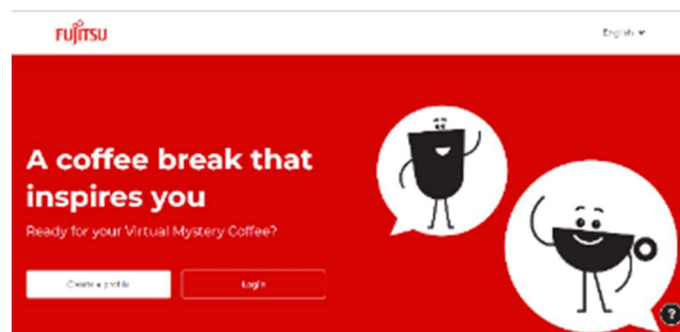 FUJITSU
English
A coffee break that
inspires you
Ready for your Virtual Mystery Coffee?
Create a profile
Login
?